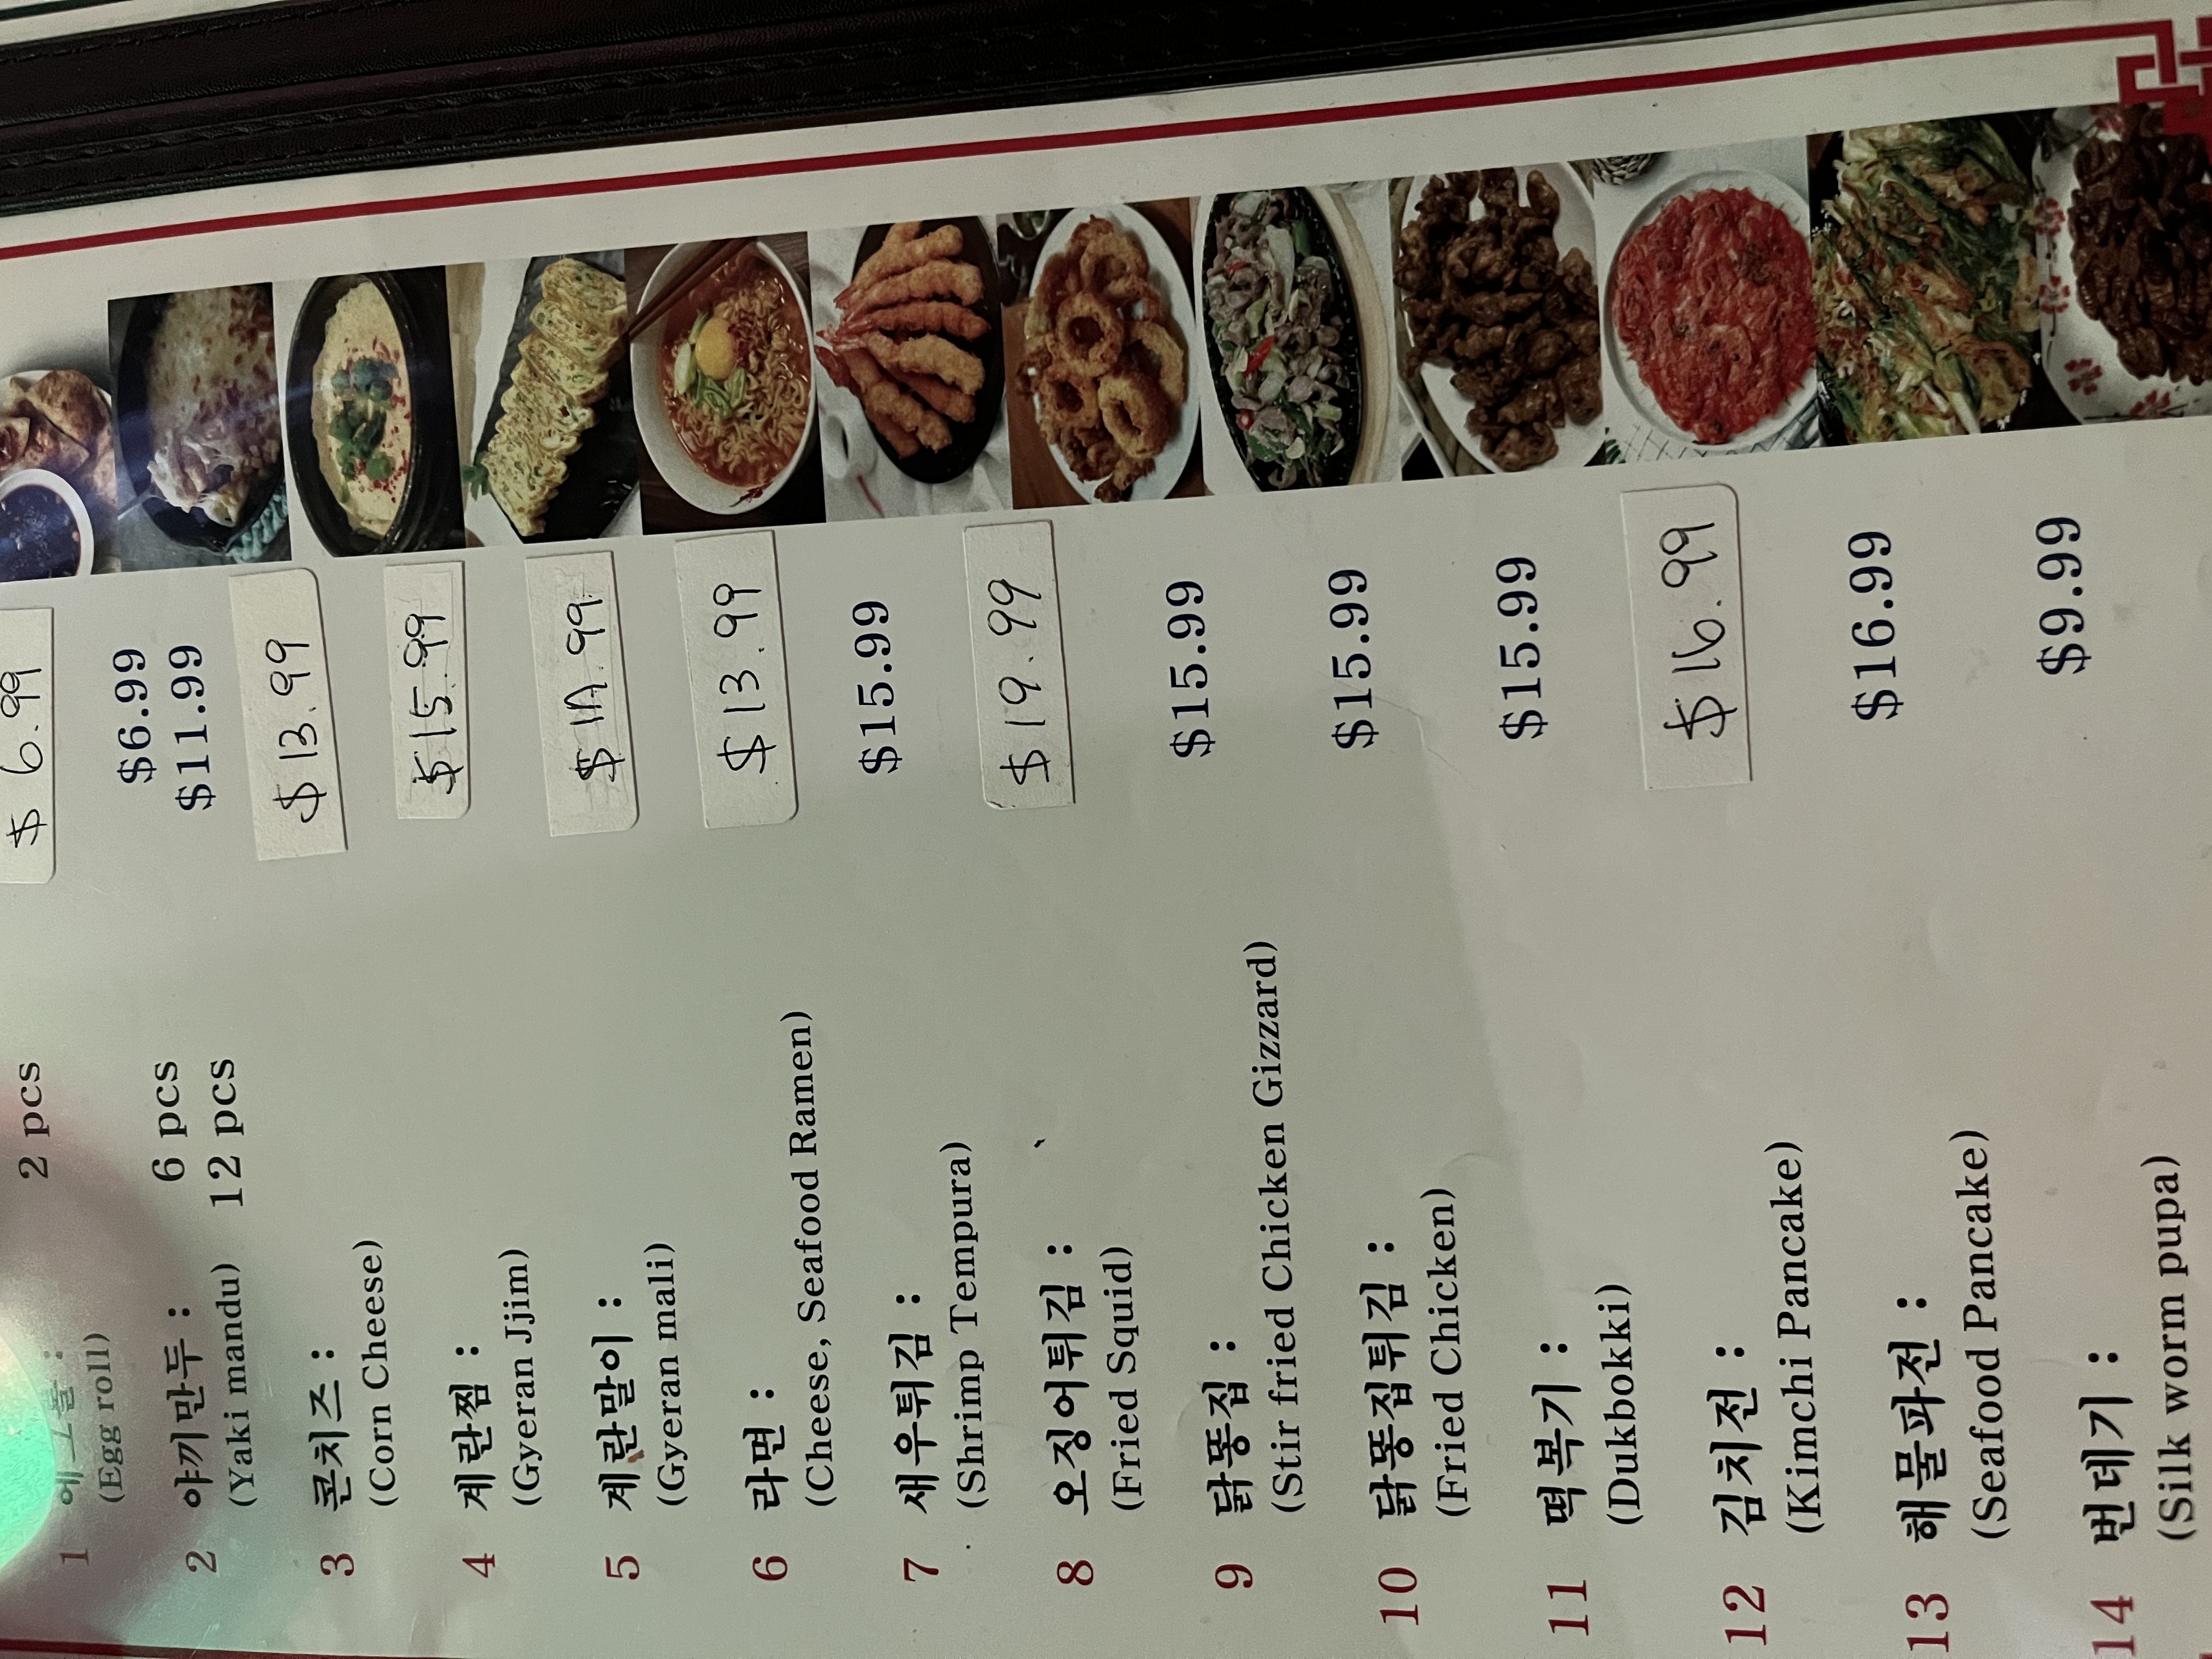 1 에그롤 : 2 pcs $ 6.99
(Egg roll)
2 야끼만두 : 6 pcs $6.99
(Yaki mandu) 12 pcs $11.99
3 콘치즈 : $ 13.99
(Corn Cheese)
4 계란찜 : $ 15.99
(Gyeran Jjim)
5 계란말이 : $ 17.99
(Gyeran mali)
6 라면 : $ 13.99
(Cheese, Seafood Ramen)
7 새우튀김 : $15.99
(Shrimp Tempura)
8 오징어튀김 : $ 19.99
(Fried Squid)
9 닭똥집 : $15.99
(Stir fried Chicken Gizzard)
10 닭똥집튀김 : $15.99
(Fried Chicken)
11 떡복기 : $15.99
(Dukbokki)
12 김치전 : $ 16.99
(Kimchi Pancake)
13 해물파전 : $16.99
(Seafood Pancake)
14 번데기 : $9.99
(Silk worm pupa)